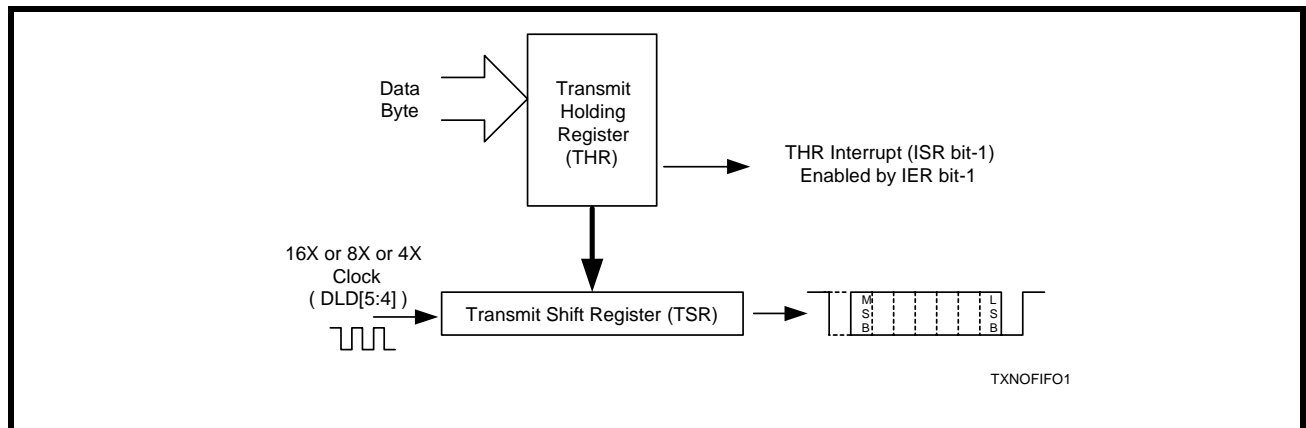 Data
Byte
Transmit
Holding
Register
(THR)
THR Interrupt (ISR bit-1)
Enabled by IER bit-1
16X or 8X or 4X
Clock
( DLD[5:4] )
Transmit Shift Register (TSR)
M
S
B
L
S
B
TXNOFIFO1